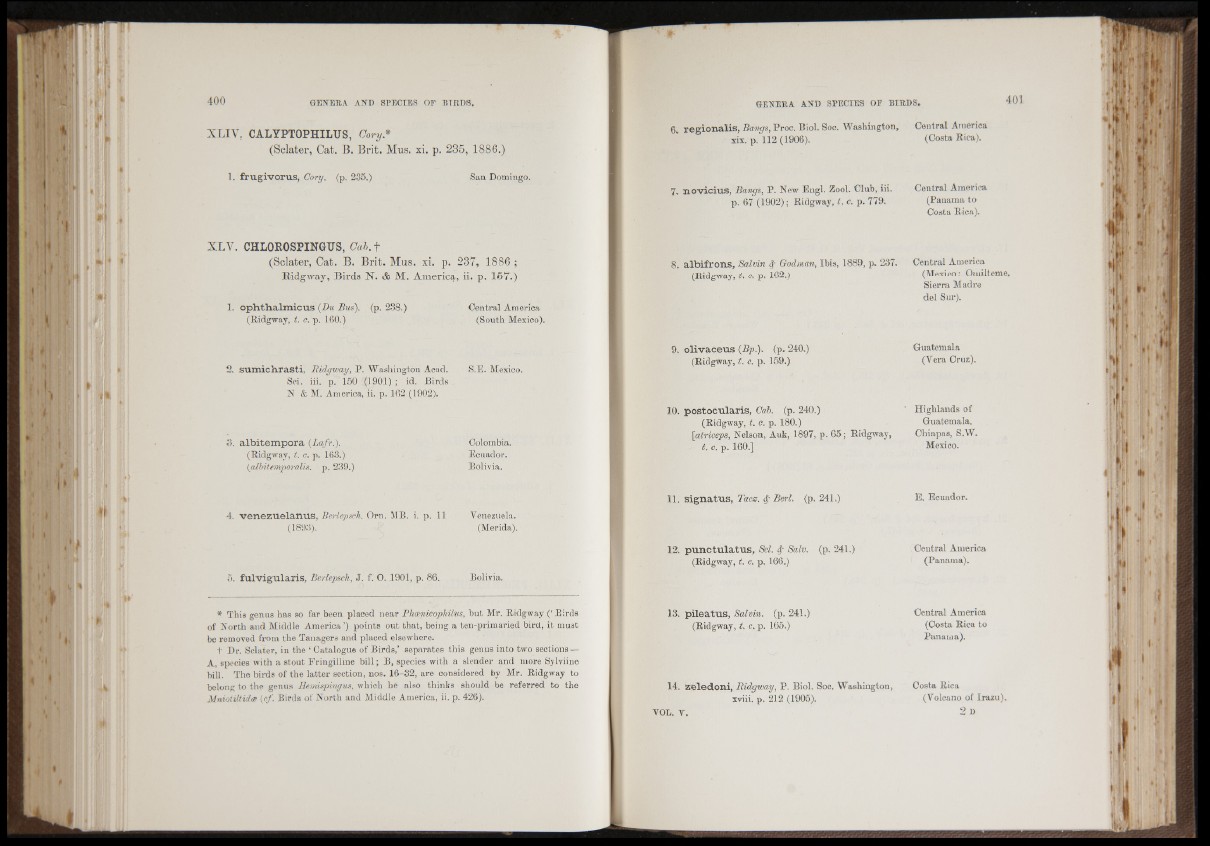 400 GENERA AND SPECIES OF BIRDS.
XLIV. CALYPTOPHILUS, Cory.*
(Sclater, Cat. B. Brit. Mus. xi. p. 235, 1886.)
1. frugivorus, Cory. (p. 235.) San Domingo.
XLV. CHLOROSPINGUS, Cab.†
(Sclater, Cat. B. Brit. Mus. xi. p. 237, 1886 ;
Ridgway, Birds N. & M. America, ii. p. 157.)
1. ophthalmicus (Du Bus). (p. 238.) Central America
(Ridgway, t. c. p. 160.) (South Mexico).
2. sumichrasti, Ridgway, P. Washington Acad. S.E. Mexico.
Sci. iii. p. 150 (1901) ; id. Birds
N & M. America, ii. p. 162 (1902).
3. albitempora (Lafr.). Colombia.
(Ridgway, t. c. p. 163.) Ecuador.
(albitemporalis. p. 239.) Bolivia.
4. venezuelanus, Berlepsch. Orn. MB. i. p. 11 Venezuela.
(1893). (Merida).
5. fulvigularis, Berlepsch, J. f. O. 1901, p. 86. Bolivia.
* This genus has so far been placed near Phœnicophilus, but Mr. Ridgway (‘ Birds
of North and Middle America ’) points out that, being a ten-primaried bird, it must
be removed from the Tanagers and placed elsewhere.
† Dr. Sclater, in the ‘ Catalogue of Birds,’ separates this genus into two sections—
A, species with a stout Fringilline bill; B, species with a slender and more Sylviine
bill. The birds of the latter section, nos. 16–32, are considered by Mr. Ridgway to
belong to the genus Hemispingus, which he also thinks should be referred to the
Mniotiltidæ (cf. Birds of North and Middle America, ii. p. 426).
GENERA AND SPECIES OF BIRDS. 401
6. regionalis, Bangs, Proc. Biol. Soc. Washington, Central America
xix. p. 112 (1906). (Costa Rica).
7. novicius, Bangs, P. New Engl. Zool. Club, iii. Central America
p. 67 (1902); Ridgway, t. c. p. 779. (Panama to
Costa Rica).
8. albifrons, Salvin & Godman, Ibis, 1889, p. 237. Central America
(Ridgway, t. c. p. 162.) (Mexico: Omilteme,
Sierra Madre
del Sur).
9. olivaceus (Bp.). (p. 240.) Guatemala
(Ridgway, t. c. p. 159.) (Vera Cruz).
10. postocularis, Cab. (p. 240.) Highlands of
(Ridgway, t. c. p. 180.) Guatemala,
[atriceps, Nelson, Auk, 1897, p. 65; Ridgway, Chiapas, S.W.
t. c. p. 160.] Mexico.
11. signatus, Tacz. & Berl. (p. 241.) E. Ecuador.
12. punctulatus, Scl. & Salv. (p. 241.) Central America
(Ridgway, t. c. p. 166.) (Panama).
13. pileatus, Salvin. (p. 241.) Central America
(Ridgway, t. c. p. 165.) (Costa Rica to
Panama).
14. zeledoni, Ridgway, P. Biol. Soc. Washington, Costa Rica
xviii. p. 212 (1905). (Volcano of Irazu).
VOL. V. 2 D